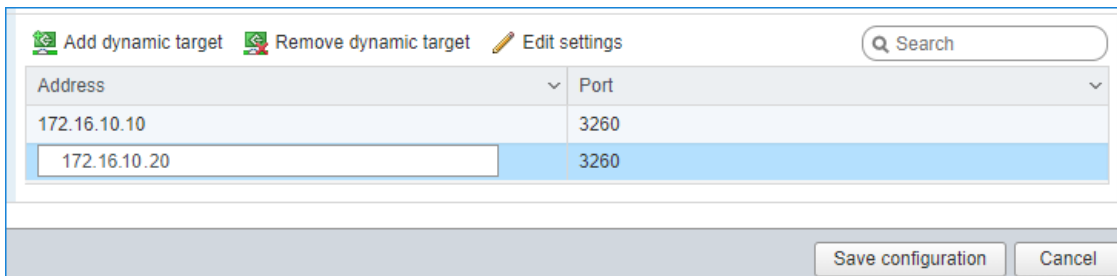 Add dynamic target Remove dynamic target Edit settings Search
Address Port
172.16.10.10 3260
172.16.10.20 3260
Save configuration Cancel